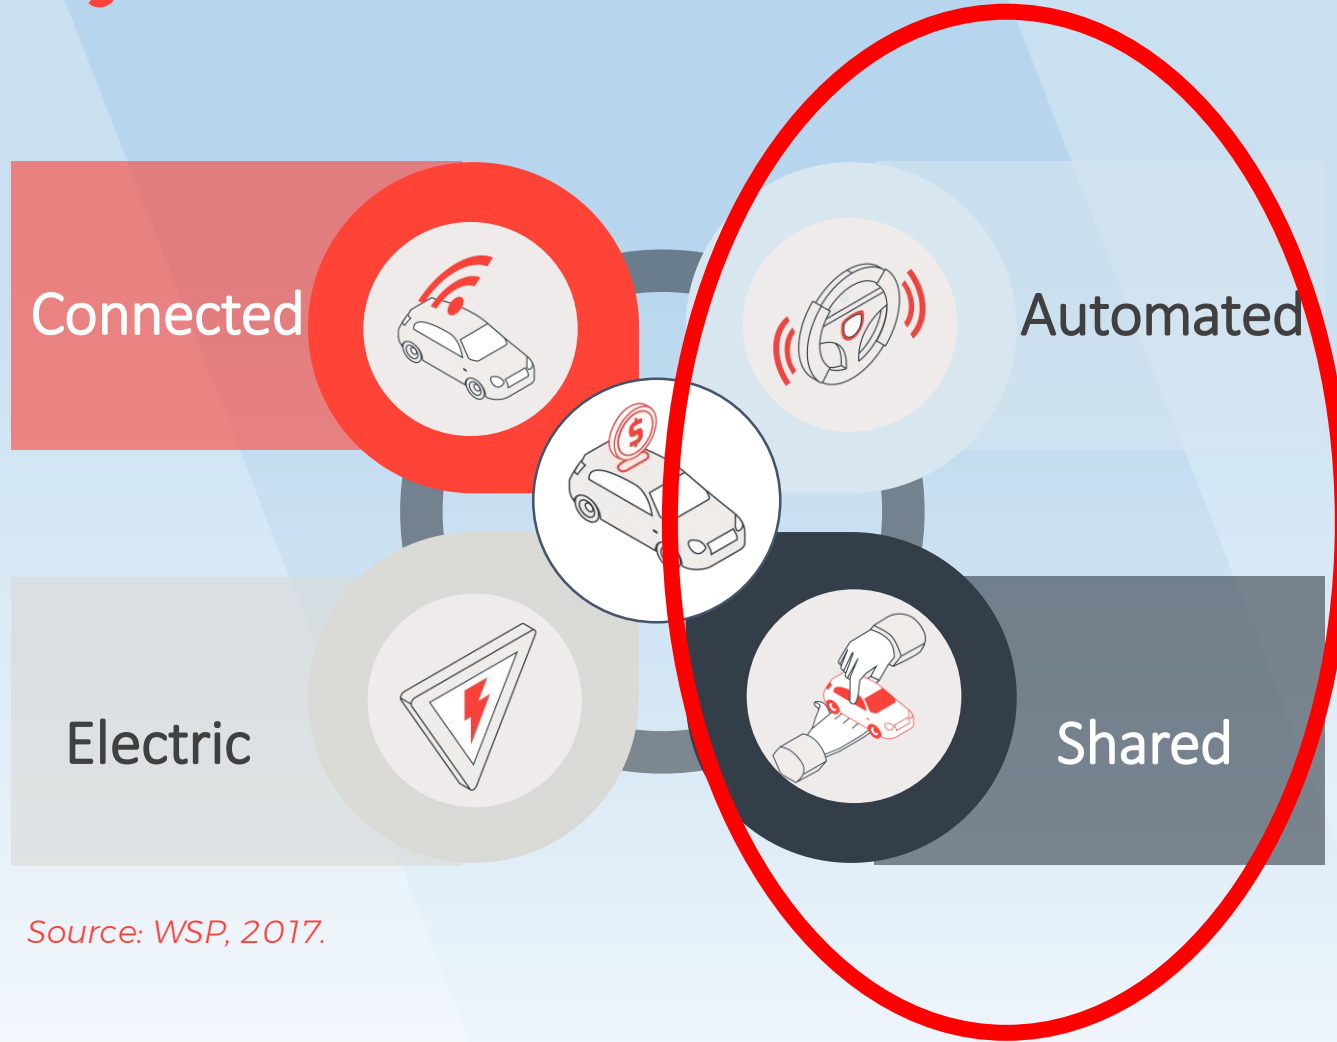 Connected
Automated
$
Electric
Shared
Source: WSP, 2017.